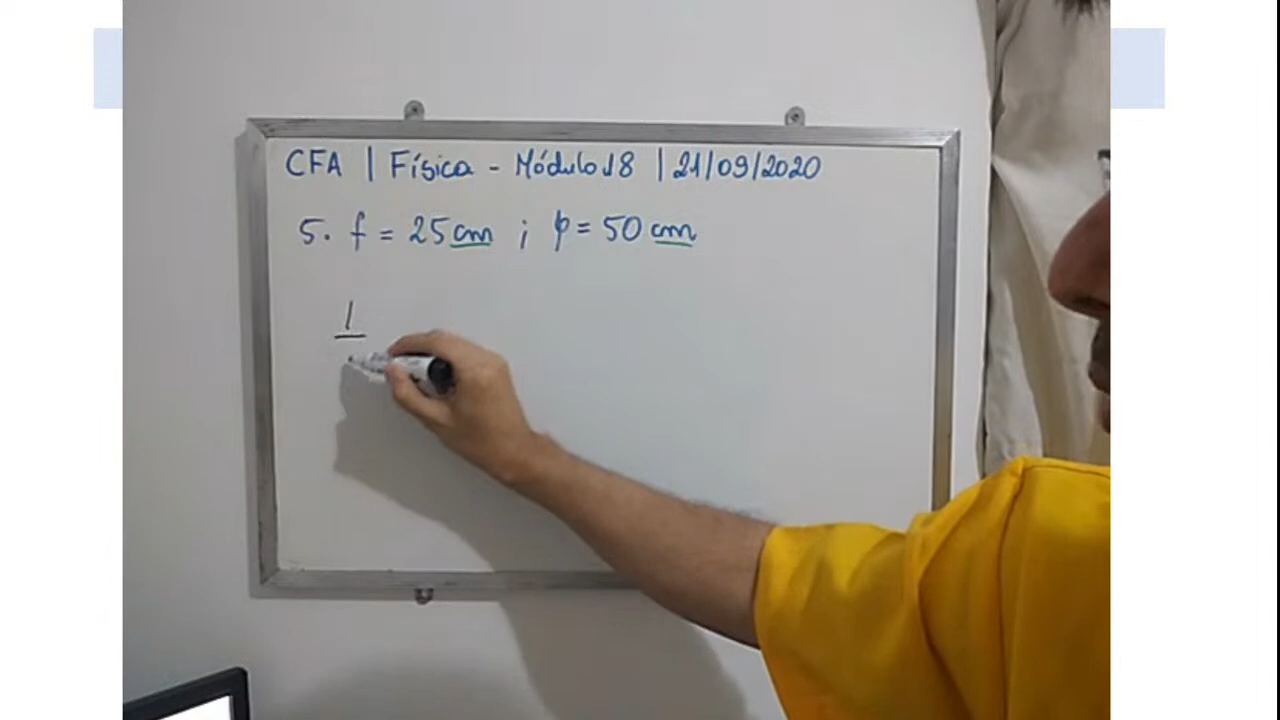 CFA | Física - Módulo 18 | 21/09/2020
5. f = 25 cm ; p = 50 cm
1